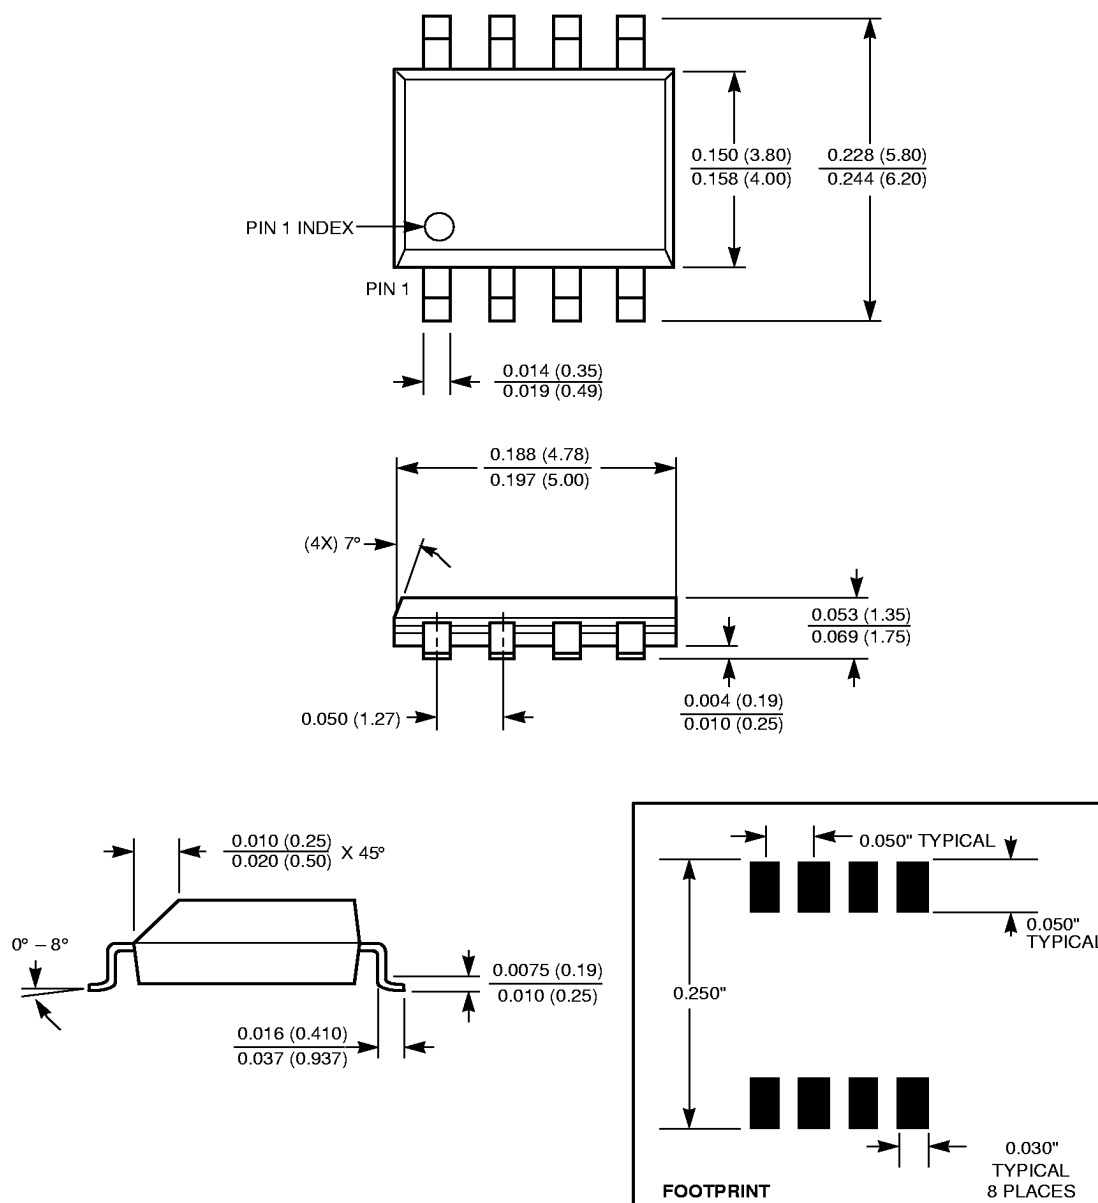 0.150 (3.80)
0.158 (4.00)
0.228 (5.80)
0.244 (6.20)
PIN 1 INDEX
PIN 1
0.014 (0.35)
0.019 (0.49)
0.188 (4.78)
0.197 (5.00)
(4X) 7°
0.053 (1.35)
0.069 (1.75)
0.004 (0.19)
0.010 (0.25)
0.050 (1.27)
0.010 (0.25)
0.020 (0.50)
X 45°
0° – 8°
0.0075 (0.19)
0.010 (0.25)
0.016 (0.410)
0.037 (0.937)
0.050" TYPICAL
0.050"
TYPICAL
0.250"
0.030"
TYPICAL
8 PLACES
FOOTPRINT